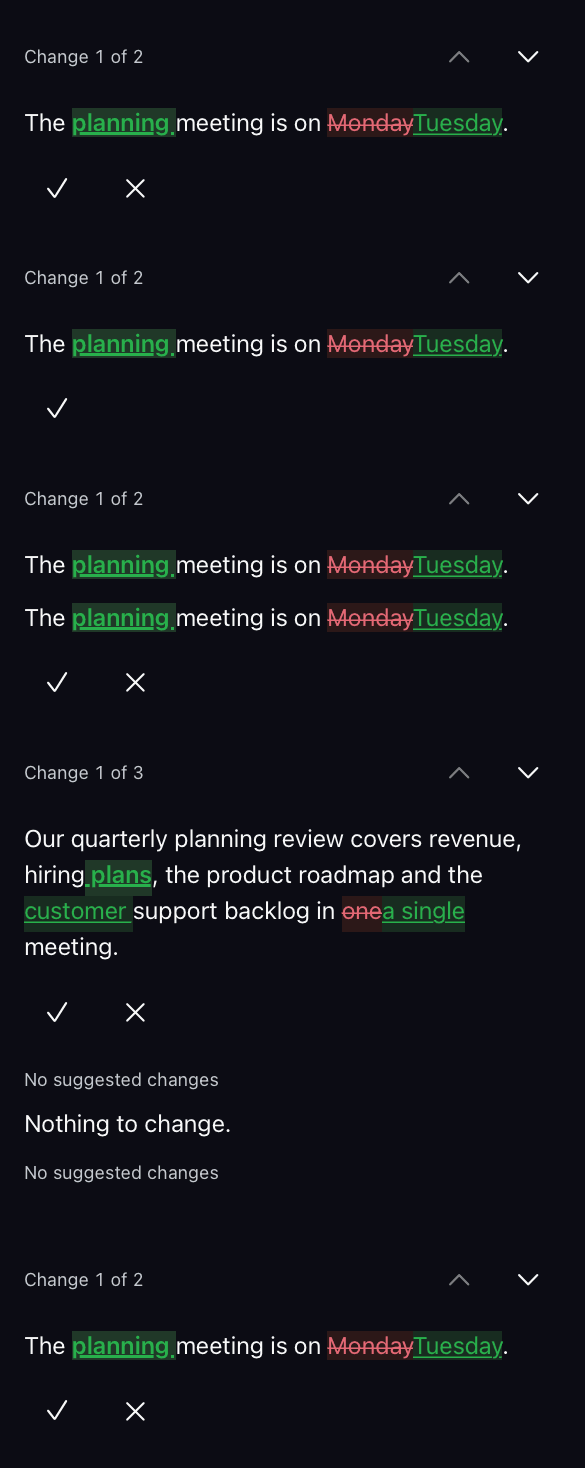 Change 1 of 2
The planning meeting is on MondayTuesday.
Change 1 of 2
The planning meeting is on MondayTuesday.
Change 1 of 2
The planning meeting is on MondayTuesday.
The planning meeting is on MondayTuesday.
Change 1 of 3
Our quarterly planning review covers revenue,
hiring plans, the product roadmap and the
customer support backlog in onea single
meeting.
No suggested changes
Nothing to change.
No suggested changes
Change 1 of 2
The planning meeting is on MondayTuesday.